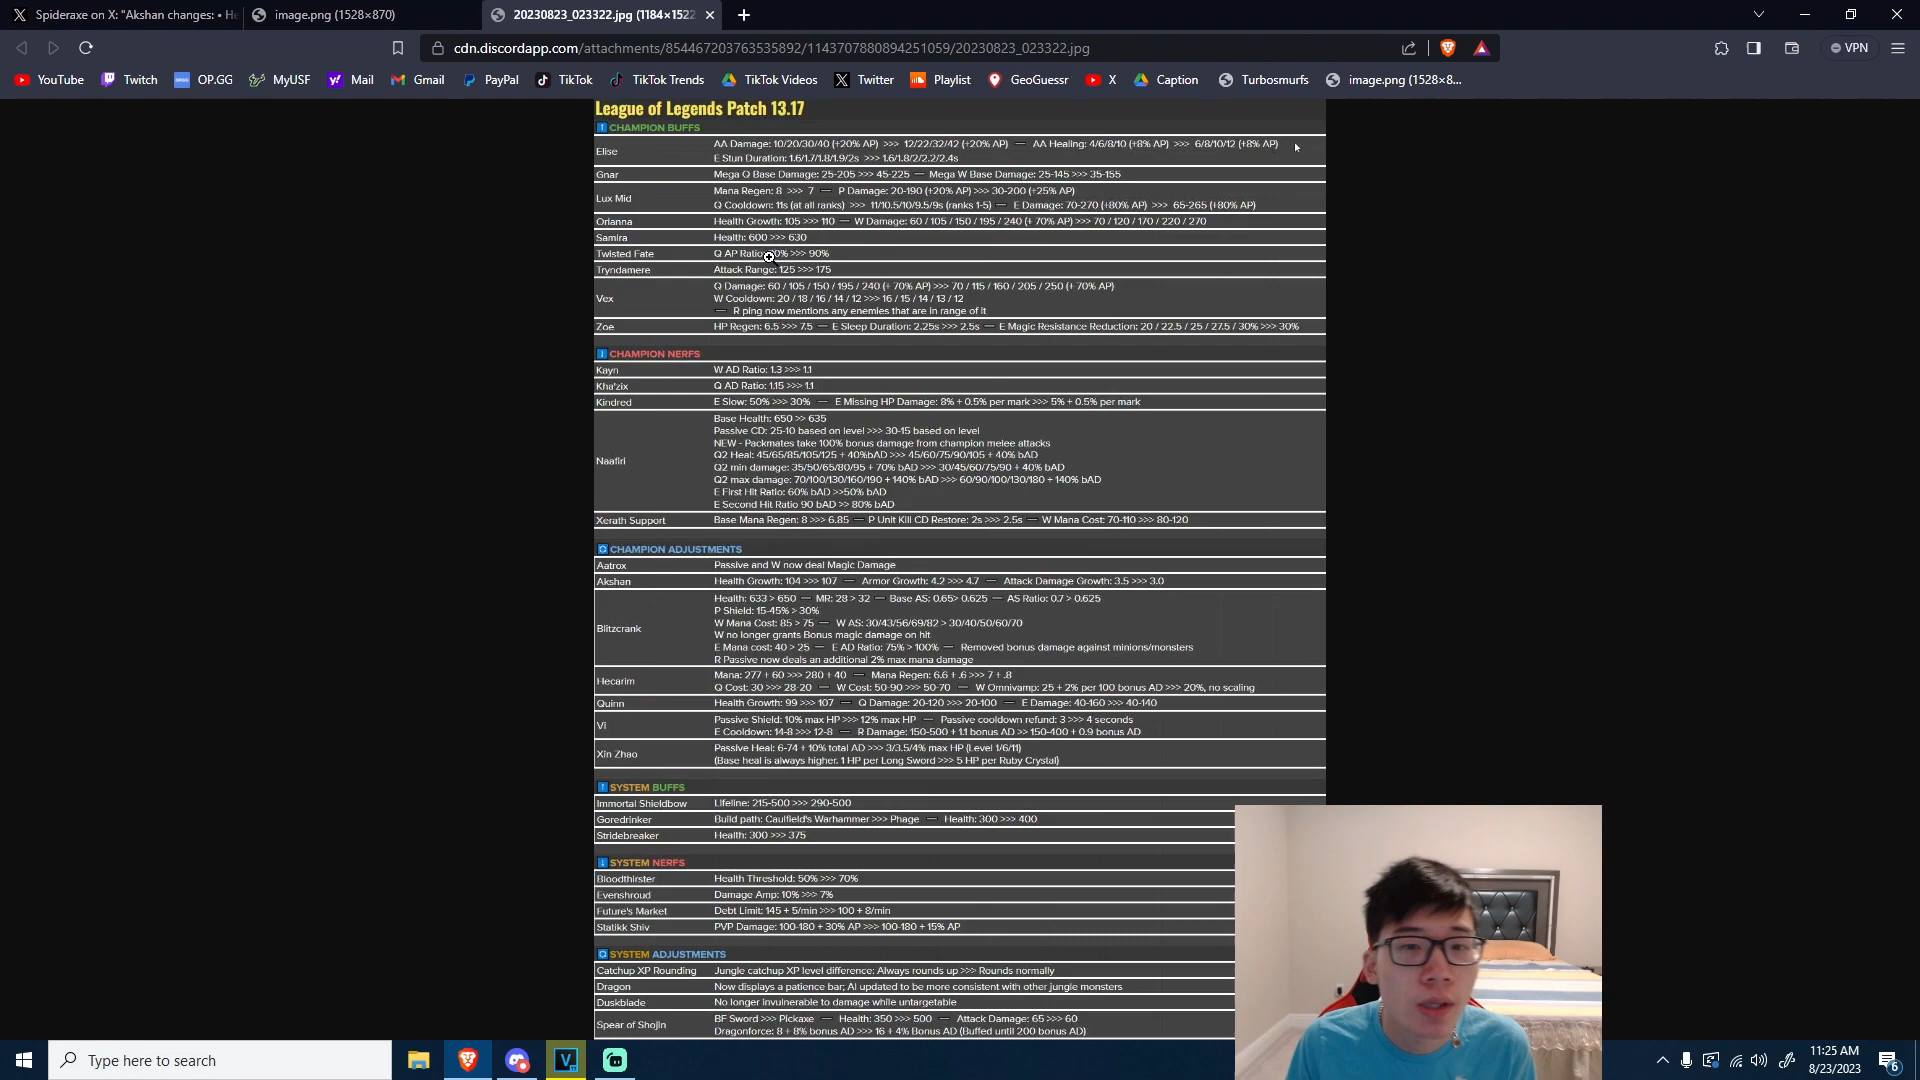 Spideraxe on X: "Akshan changes: • He
image.png (1528×870)
20230823_023322.jpg (1184×1522
cdn.discordapp.com/attachments/854467203763535892/1143707880894251059/20230823_023322.jpg
VPN
YouTube Twitch OP.GG MyUSF Mail Gmail PayPal TikTok TikTok Trends TikTok Videos Twitter Playlist GeoGuessr X Caption Turbosmurfs image.png (1528×8...
League of Legends Patch 13.17
CHAMPION BUFFS
Elise
AA Damage: 10/20/30/40 (+20% AP) >>> 12/22/32/42 (+20% AP) — AA Healing: 4/6/8/10 (+8% AP) >>> 6/8/10/12 (+8% AP)
E Stun Duration: 1.6/1.7/1.8/1.9/2s >>> 1.6/1.8/2/2.2/2.4s
Gnar Mega Q Base Damage: 25-205 >>> 45-225 — Mega W Base Damage: 25-145 >>> 35-155
Lux Mid
Mana Regen: 8 >>> 7 — P Damage: 20-190 (+20% AP) >>> 30-200 (+25% AP)
Q Cooldown: 11s (at all ranks) >>> 11/10.5/10/9.5/9s (ranks 1-5) — E Damage: 70-270 (+80% AP) >>> 65-265 (+80% AP)
Orianna Health Growth: 105 >>> 110 — W Damage: 60 / 105 / 150 / 195 / 240 (+ 70% AP) >>> 70 / 120 / 170 / 220 / 270
Samira Health: 600 >>> 630
Twisted Fate Q AP Ratio: >>> 90%
Tryndamere Attack Range: 125 >>> 175
Vex
Q Damage: 60 / 105 / 150 / 195 / 240 (+ 70% AP) >>> 70 / 115 / 160 / 205 / 250 (+ 70% AP)
W Cooldown: 20 / 18 / 16 / 14 / 12 >>> 16 / 15 / 14 / 13 / 12
— R ping now mentions any enemies that are in range of it
Zoe HP Regen: 6.5 >>> 7.5 — E Sleep Duration: 2.25s >>> 2.5s — E Magic Resistance Reduction: 20 / 22.5 / 25 / 27.5 / 30% >>> 30%
CHAMPION NERFS
Kayn W AD Ratio: 1.3 >>> 1.1
Kha'zix Q AD Ratio: 1.15 >>> 1.1
Kindred E Slow: 50% >>> 30% — E Missing HP Damage: 8% + 0.5% per mark >>> 5% + 0.5% per mark
Naafiri
Base Health: 650 >> 635
Passive CD: 25-10 based on level >>> 30-15 based on level
NEW - Packmates take 100% bonus damage from champion melee attacks
Q2 Heal: 45/65/85/105/125 + 40%bAD >>> 45/60/75/90/105 + 40% bAD
Q2 min damage: 35/50/65/80/95 + 70% bAD >>> 30/45/60/75/90 + 40% bAD
Q2 max damage: 70/100/130/160/190 + 140% bAD >>> 60/90/100/130/180 + 140% bAD
E First Hit Ratio: 60% bAD >>50% bAD
E Second Hit Ratio 90 bAD >> 80% bAD
Xerath Support Base Mana Regen: 8 >>> 6.85 — P Unit Kill CD Restore: 2s >>> 2.5s — W Mana Cost: 70-110 >>> 80-120
CHAMPION ADJUSTMENTS
Aatrox Passive and W now deal Magic Damage
Akshan Health Growth: 104 >>> 107 — Armor Growth: 4.2 >>> 4.7 — Attack Damage Growth: 3.5 >>> 3.0
Blitzcrank
Health: 633 > 650 — MR: 28 > 32 — Base AS: 0.65> 0.625 — AS Ratio: 0.7 > 0.625
P Shield: 15-45% > 30%
W Mana Cost: 85 > 75 — W AS: 30/43/56/69/82 > 30/40/50/60/70
W no longer grants Bonus magic damage on hit
E Mana cost: 40 > 25 — E AD Ratio: 75% > 100% — Removed bonus damage against minions/monsters
R Passive now deals an additional 2% max mana damage
Hecarim
Mana: 277 + 60 >>> 280 + 40 — Mana Regen: 6.6 + .6 >>> 7 + .8
Q Cost: 30 >>> 28-20 — W Cost: 50-90 >>> 50-70 — W Omnivamp: 25 + 2% per 100 bonus AD >>> 20%, no scaling
Quinn Health Growth: 99 >>> 107 — Q Damage: 20-120 >>> 20-100 — E Damage: 40-160 >>> 40-140
Vi
Passive Shield: 10% max HP >>> 12% max HP — Passive cooldown refund: 3 >>> 4 seconds
E Cooldown: 14-8 >>> 12-8 — R Damage: 150-500 + 1.1 bonus AD >> 150-400 + 0.9 bonus AD
Xin Zhao
Passive Heal: 6-74 + 10% total AD >>> 3/3.5/4% max HP (Level 1/6/11)
(Base heal is always higher. 1 HP per Long Sword >>> 5 HP per Ruby Crystal)
SYSTEM BUFFS
Immortal Shieldbow Lifeline: 215-500 >>> 290-500
Goredrinker Build path: Caulfield's Warhammer >>> Phage — Health: 300 >>> 400
Stridebreaker Health: 300 >>> 375
SYSTEM NERFS
Bloodthirster Health Threshold: 50% >>> 70%
Evenshroud Damage Amp: 10% >>> 7%
Future's Market Debt Limit: 145 + 5/min >>> 100 + 8/min
Statikk Shiv PVP Damage: 100-180 + 30% AP >>> 100-180 + 15% AP
SYSTEM ADJUSTMENTS
Catchup XP Rounding Jungle catchup XP level difference: Always rounds up >>> Rounds normally
Dragon Now displays a patience bar; AI updated to be more consistent with other jungle monsters
Duskblade No longer invulnerable to damage while untargetable
Spear of Shojin
BF Sword >>> Pickaxe — Health: 350 >>> 500 — Attack Damage: 65 >>> 60
Dragonforce: 8 + 8% bonus AD >>> 16 + 4% Bonus AD (Buffed until 200 bonus AD)
Type here to search
11:25 AM
8/23/2023
6